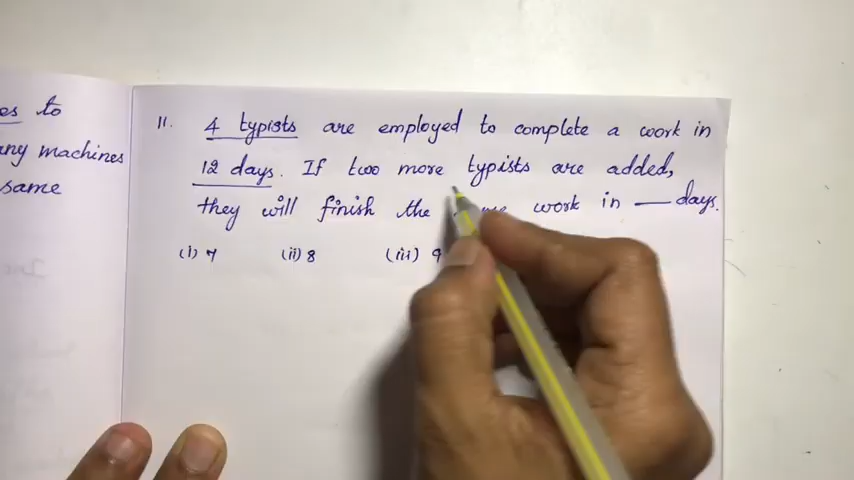 es to
any machines
same
11. 4 typists are employed to complete a work in
12 days. If two more typists are added,
they will finish the work in — days.
(i) 7 (ii) 8 (iii) 9